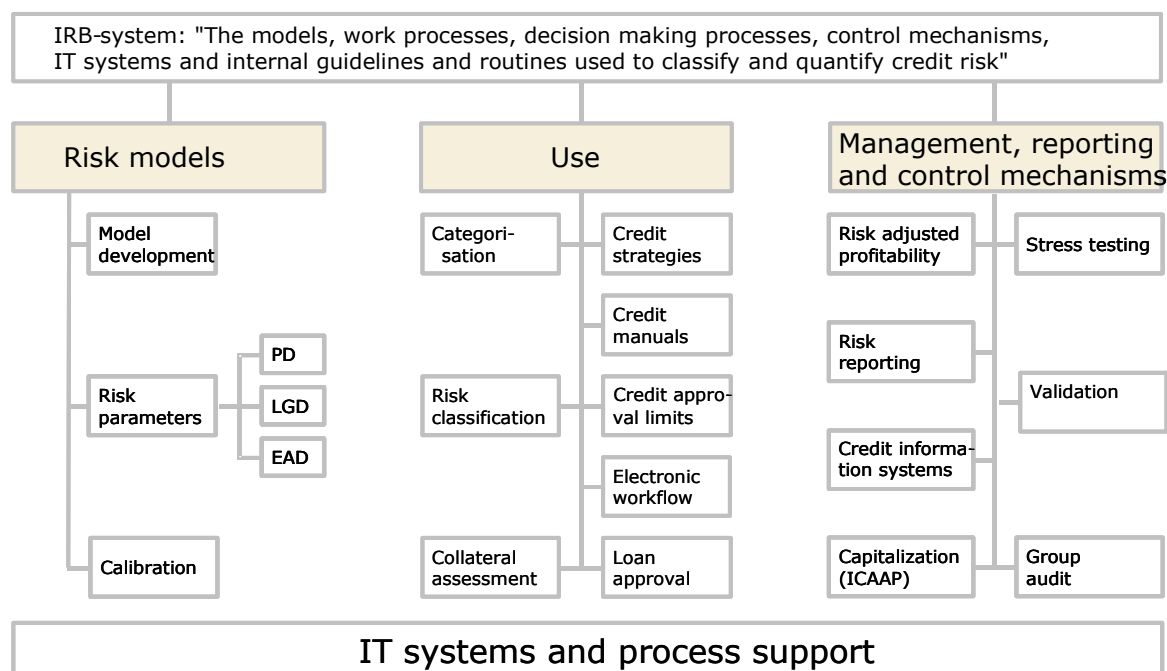 IRB-system: "The models, work processes, decision making processes, control mechanisms,
IT systems and internal guidelines and routines used to classify and quantify credit risk"
Risk models
Model
development
Risk
parameters
PD
LGD
EAD
Calibration
Use
Categori-
sation
Credit
strategies
Credit
manuals
Risk
classification
Credit appro-
val limits
Electronic
workflow
Collateral
assessment
Loan
approval
Management, reporting
and control mechanisms
Risk adjusted
profitability
Stress testing
Risk
reporting
Validation
Credit informa-
tion systems
Capitalization
(ICAAP)
Group
audit
IT systems and process support